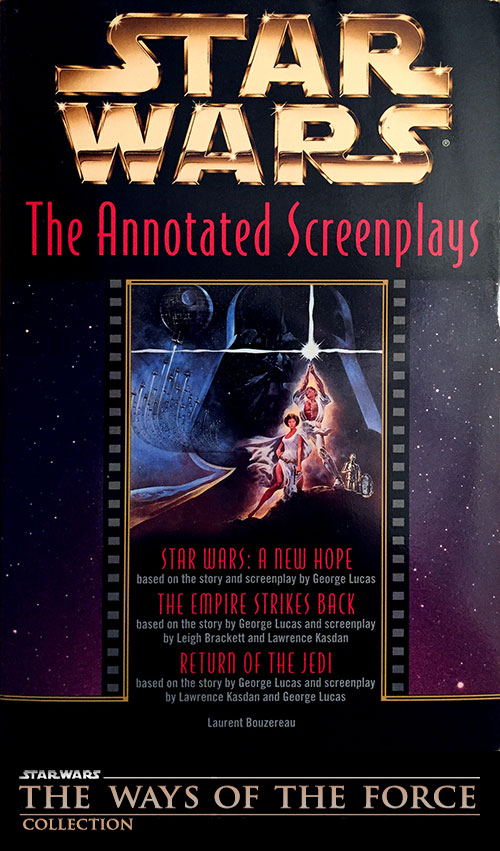 STAR
WARS®
The Annotated Screenplays
STAR WARS: A NEW HOPE
based on the story and screenplay by George Lucas
THE EMPIRE STRIKES BACK
based on the story by George Lucas and screenplay
by Leigh Brackett and Lawrence Kasdan
RETURN OF THE JEDI
based on the story by George Lucas and screenplay
by Lawrence Kasdan and George Lucas
Laurent Bouzereau
STAR WARS
THE WAYS OF THE FORCE
COLLECTION